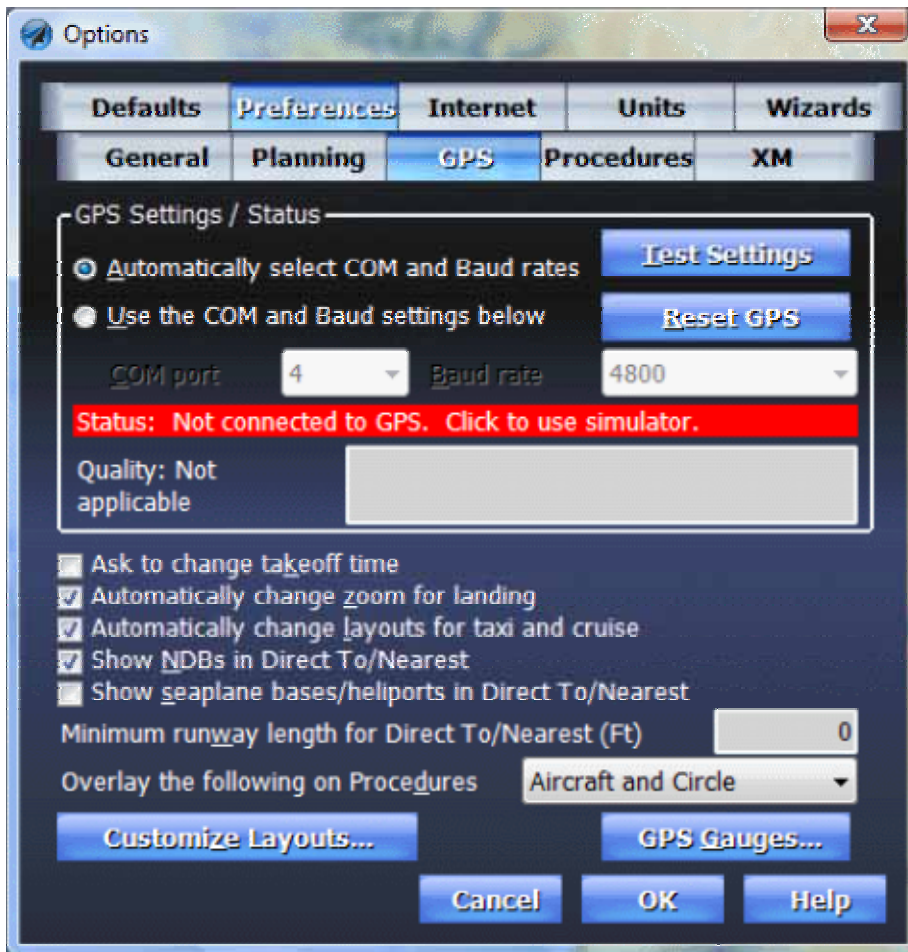 Options
X
Defaults Preferences Internet Units Wizards
General Planning GPS Procedures XM
GPS Settings / Status
Automatically select COM and Baud rates Test Settings
Use the COM and Baud settings below Reset GPS
COM port 4 Baud rate 4800
Status: Not connected to GPS. Click to use simulator.
Quality: Not
applicable
Ask to change takeoff time
Automatically change zoom for landing
Automatically change layouts for taxi and cruise
Show NDBs in Direct To/Nearest
Show seaplane bases/heliports in Direct To/Nearest
Minimum runway length for Direct To/Nearest (Ft) 0
Overlay the following on Procedures Aircraft and Circle
Customize Layouts... GPS Gauges...
Cancel OK Help